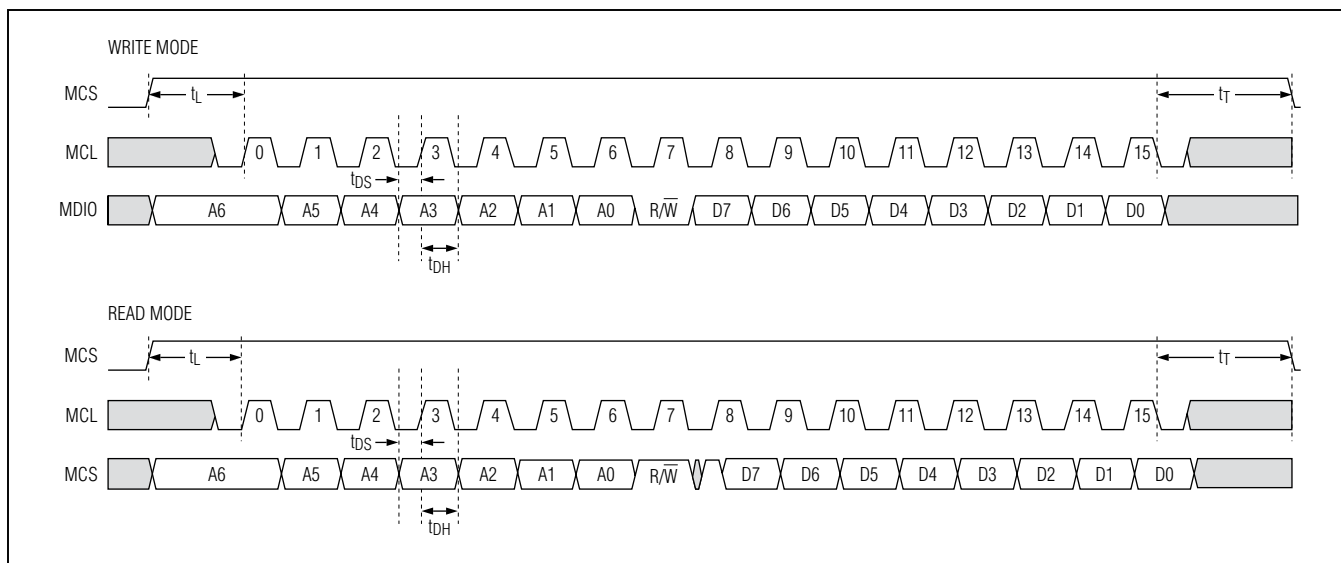 WRITE MODE
MCS tL tT
MCL 0 1 2 3 4 5 6 7 8 9 10 11 12 13 14 15
tDS
MDIO A6 A5 A4 A3 A2 A1 A0 R/W̅ D7 D6 D5 D4 D3 D2 D1 D0
tDH
READ MODE
MCS tL tT
MCL 0 1 2 3 4 5 6 7 8 9 10 11 12 13 14 15
tDS
MCS A6 A5 A4 A3 A2 A1 A0 R/W̅ D7 D6 D5 D4 D3 D2 D1 D0
tDH